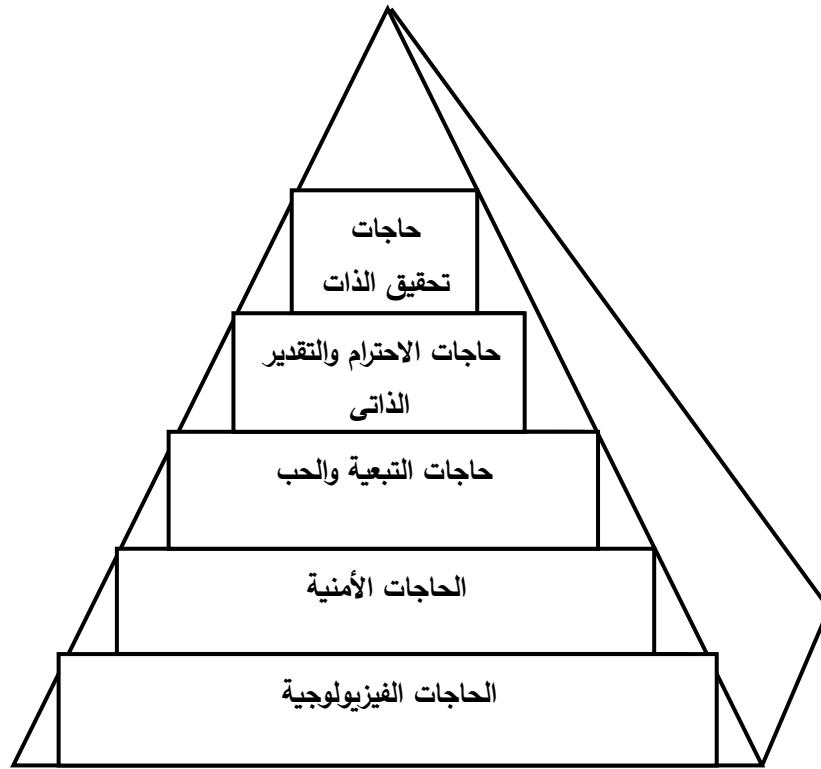 حاجات
تحقيق الذات
حاجات الاحترام والتقدير
الذاتى
حاجات التبعية والحب
الحاجات الأمنية
الحاجات الفيزيولوجية